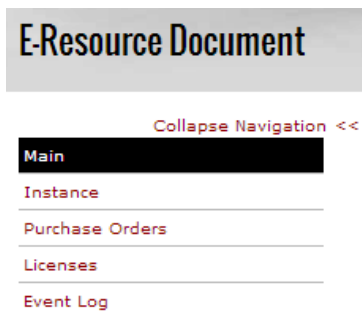 E-Resource Document
Collapse Navigation <<
Main
Instance
Purchase Orders
Licenses
Event Log